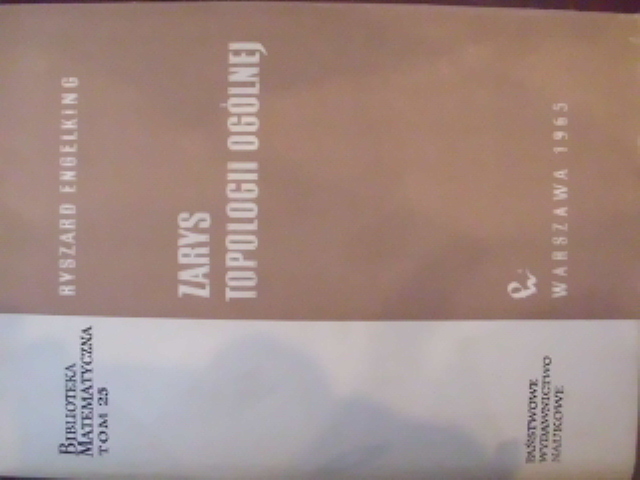 RYSZARD ENGELKING
ZARYS
TOPOLOGII OGÓLNEJ
WARSZAWA 1965
BIBLIOTEKA
MATEMATYCZNA
TOM 25
PAŃSTWOWE
WYDAWNICTWO
NAUKOWE